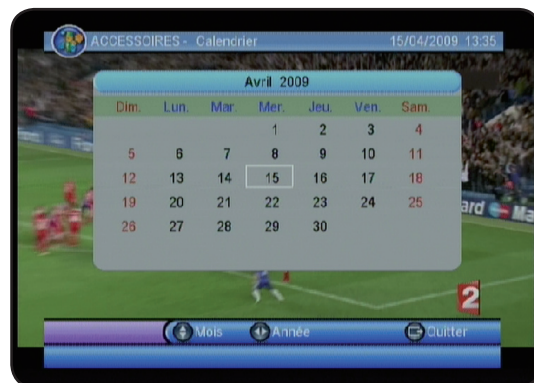 ACCESSOIRES - Calendrier 15/04/2009 13:35
Avril 2009
Dim. Lun. Mar. Mer. Jeu. Ven. Sam.
1 2 3 4
5 6 7 8 9 10 11
12 13 14 15 16 17 18
19 20 21 22 23 24 25
26 27 28 29 30
ard Ma
2
Mois Année Quitter